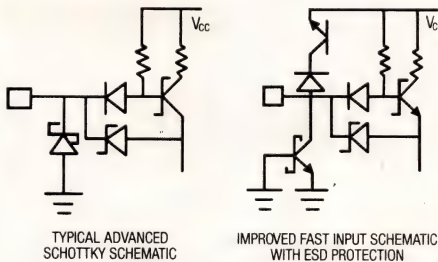 VCC
VC
TYPICAL ADVANCED
SCHOTTKY SCHEMATIC
IMPROVED FAST INPUT SCHEMATIC
WITH ESD PROTECTION